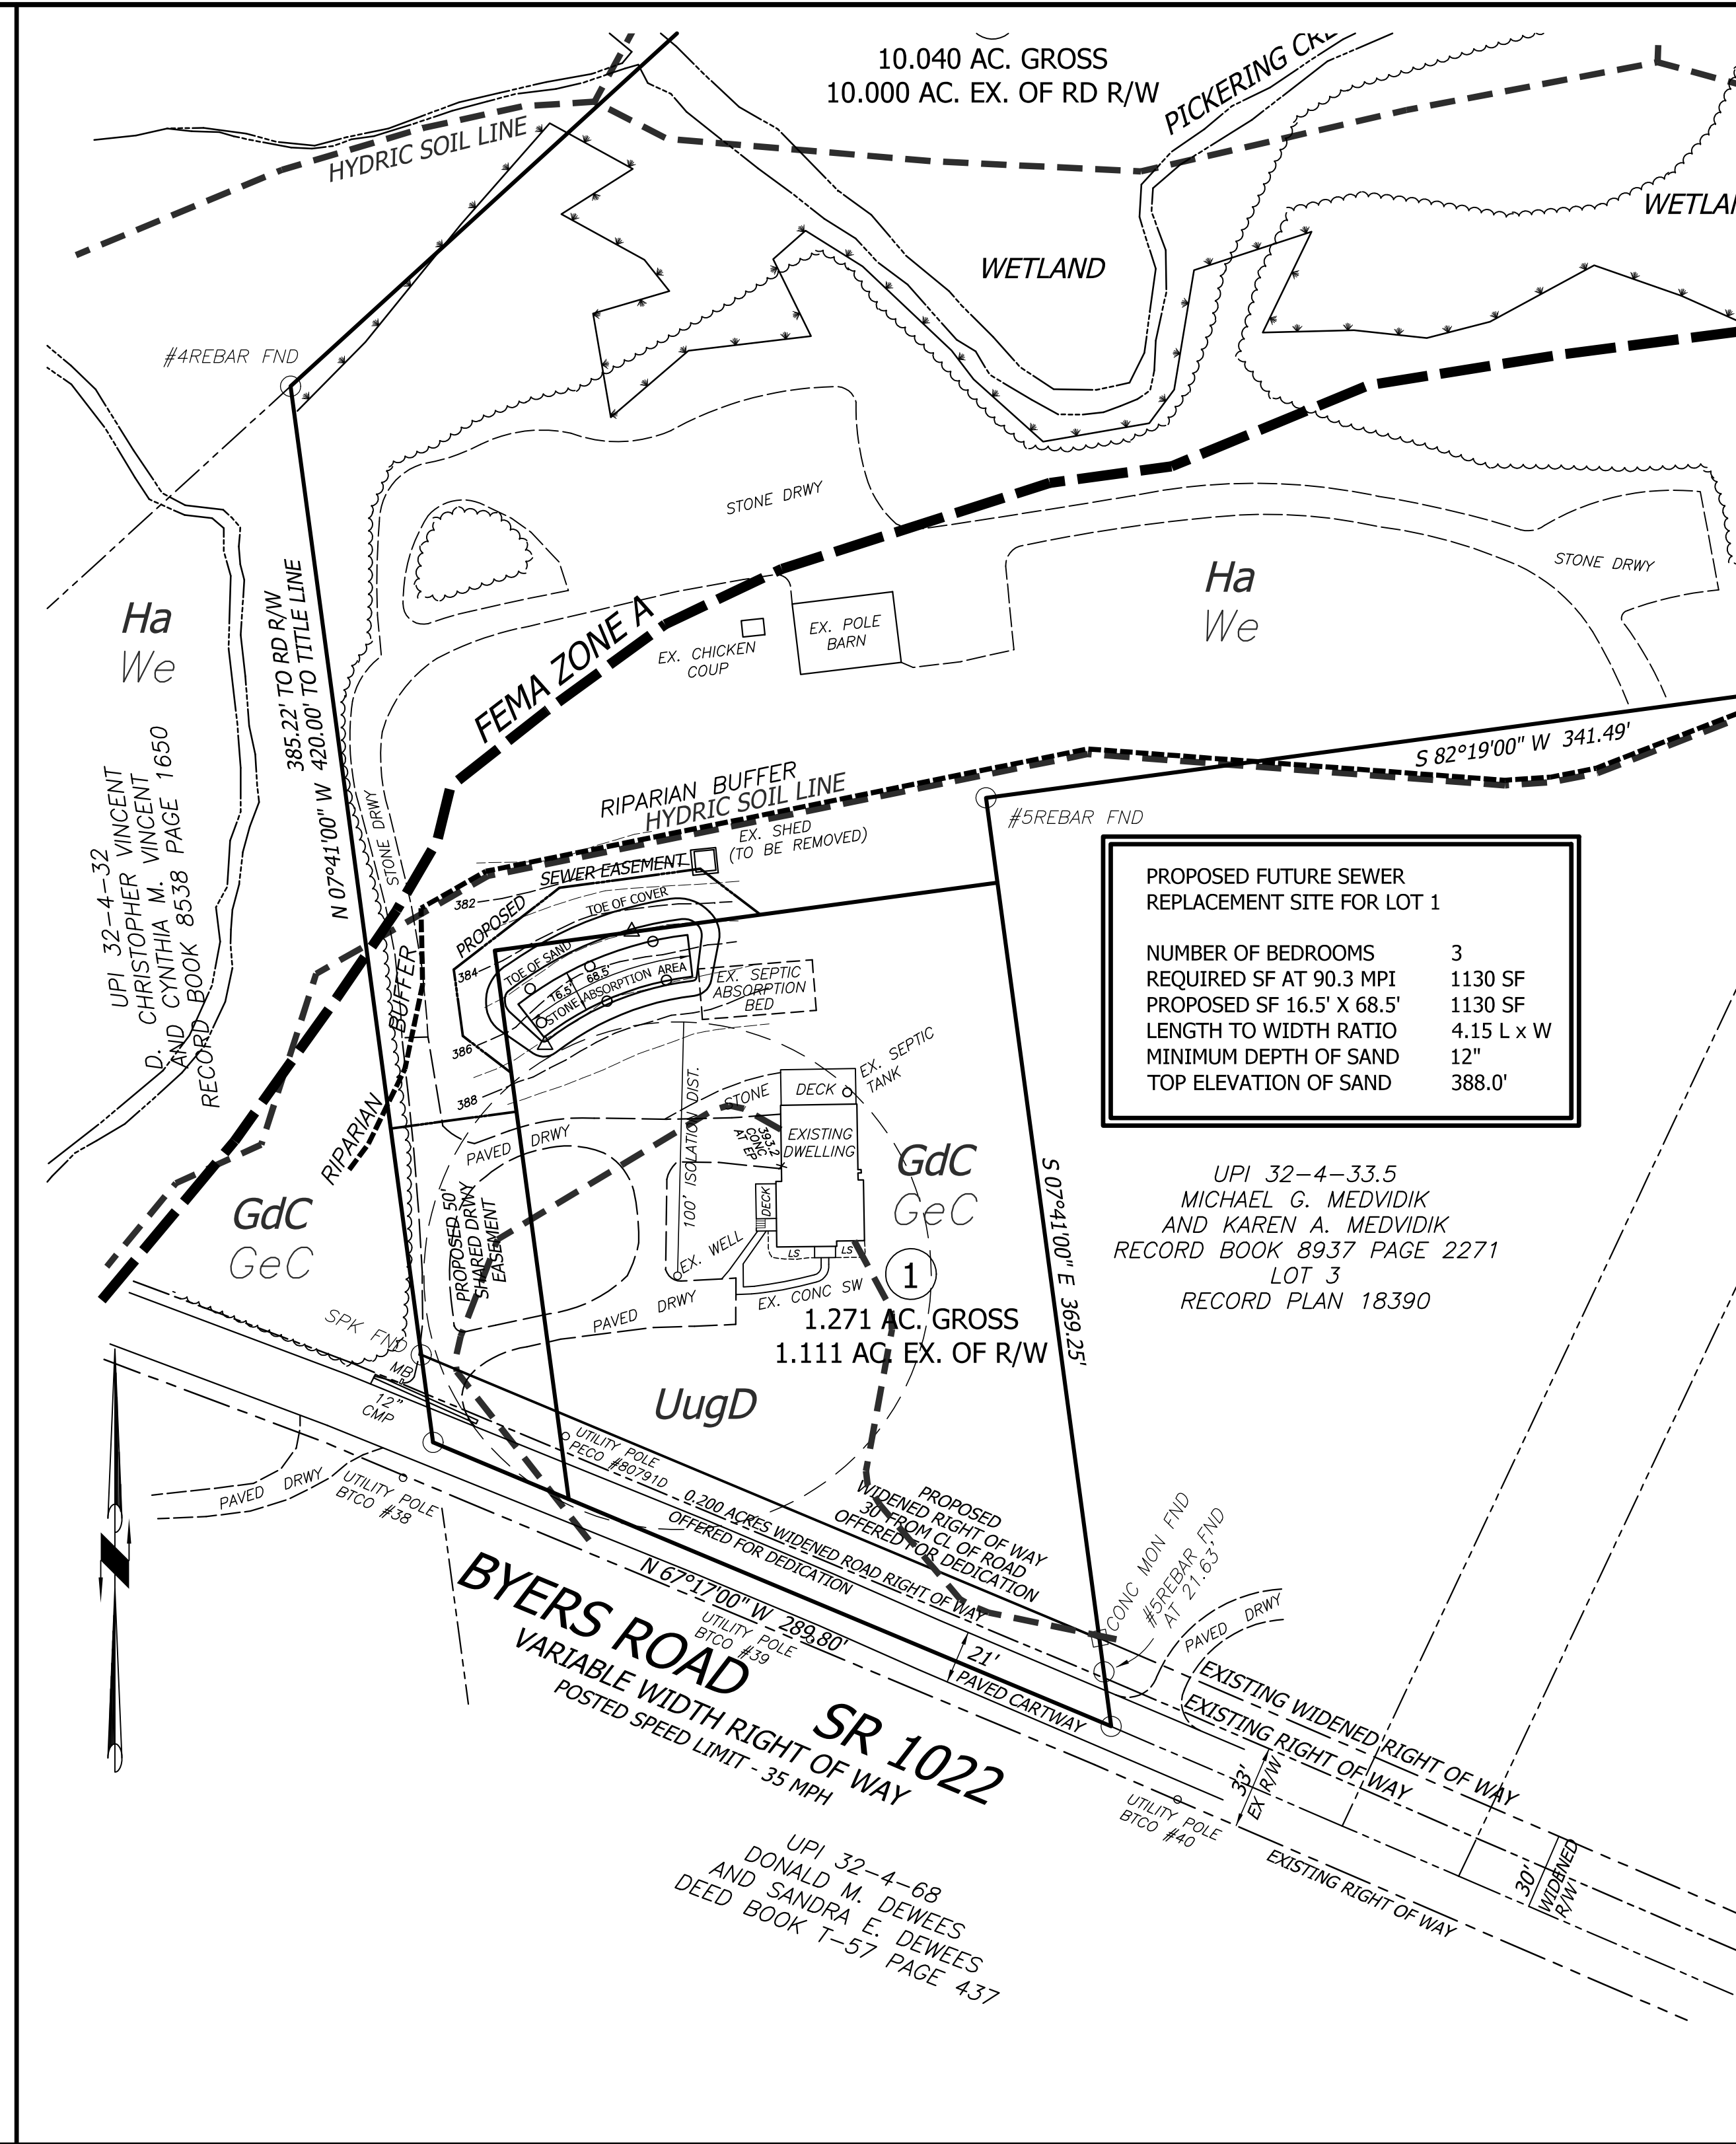 10.040 AC. GROSS
10.000 AC. EX. OF RD R/W
PICKERING
HYDRIC SOIL LINE
WETLAND
#4REBAR FND
STONE DRWY
STONE DRWY
Ha
We
Ha
We
385.22' TO RD R/W
420.00' TO TITLE LINE
N 07°41'00" W
STONE DRWY
FEMA ZONE A
EX. CHICKEN
COUP
EX. POLE
BARN
UPI 32-4-32
CHRISTOPHER VINCENT
D. AND CYNTHIA M. VINCENT
RECORD BOOK 8538 PAGE 1650
RIPARIAN BUFFER
HYDRIC SOIL LINE
S 82°19'00" W 341.49'
#5REBAR FND
EX. SHED
(TO BE REMOVED)
PROPOSED SEWER EASEMENT
382
384
386
388
TOE OF COVER
TOE OF SAND
16.5'
68.5'
STONE ABSORPTION AREA
EX. SEPTIC
ABSORPTION
BED
PROPOSED FUTURE SEWER
REPLACEMENT SITE FOR LOT 1
NUMBER OF BEDROOMS 3
REQUIRED SF AT 90.3 MPI 1130 SF
PROPOSED SF 16.5' X 68.5' 1130 SF
LENGTH TO WIDTH RATIO 4.15 L x W
MINIMUM DEPTH OF SAND 12"
TOP ELEVATION OF SAND 388.0'
RIPARIAN BUFFER
100' ISOLATION DIST.
STONE
DECK
EX. SEPTIC
TANK
PAVED DRWY
393.2
CONC
AT EP
EXISTING
DWELLING
DECK
LS
LS
GdC
GeC
GdC
GeC
PROPOSED 50'
SHARED DRWY
EASEMENT
EX. WELL
EX. CONC SW
PAVED DRWY
1
1.271 AC. GROSS
1.111 AC. EX. OF R/W
S 07°41'00" E 369.25'
UPI 32-4-33.5
MICHAEL G. MEDVIDIK
AND KAREN A. MEDVIDIK
RECORD BOOK 8937 PAGE 2271
LOT 3
RECORD PLAN 18390
SPK FND
MB
12"
CMP
UugD
PAVED DRWY
UTILITY POLE
BTCO #38
UTILITY POLE
PECO #80791D
0.200 ACRES WIDENED ROAD RIGHT OF WAY
OFFERED FOR DEDICATION
PROPOSED
WIDENED RIGHT OF WAY
30' FROM CL OF ROAD
OFFERED FOR DEDICATION
CONC MON FND
#5REBAR FND
AT 21.63'
N 67°17'00" W 289.80'
UTILITY POLE
BTCO #39
21'
PAVED CARTWAY
PAVED DRWY
BYERS ROAD SR 1022
VARIABLE WIDTH RIGHT OF WAY
POSTED SPEED LIMIT - 35 MPH
EXISTING WIDENED RIGHT OF WAY
EXISTING RIGHT OF WAY
33'
EX R/W
UTILITY POLE
BTCO #40
EXISTING RIGHT OF WAY
30'
WIDENED
R/W
UPI 32-4-68
DONALD M. DEWEES
AND SANDRA E. DEWEES
DEED BOOK T-57 PAGE 437